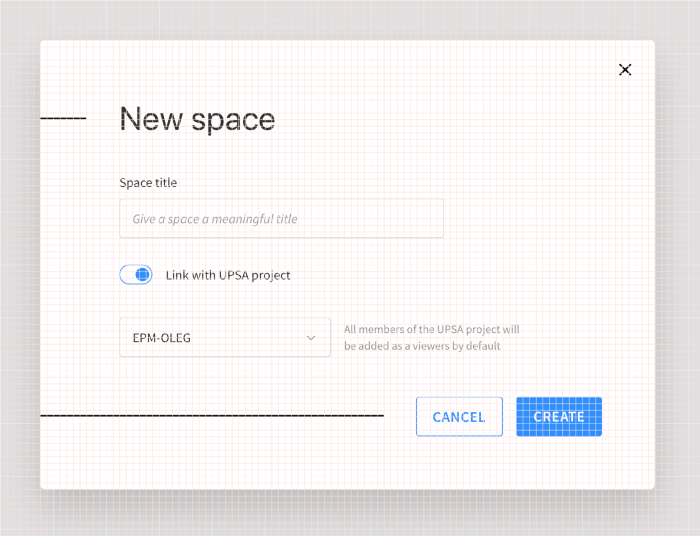 New space
Space title
Give a space a meaningful title
Link with UPSA project
EPM-OLEG
All members of the UPSA project will
be added as a viewers by default
CANCEL
CREATE